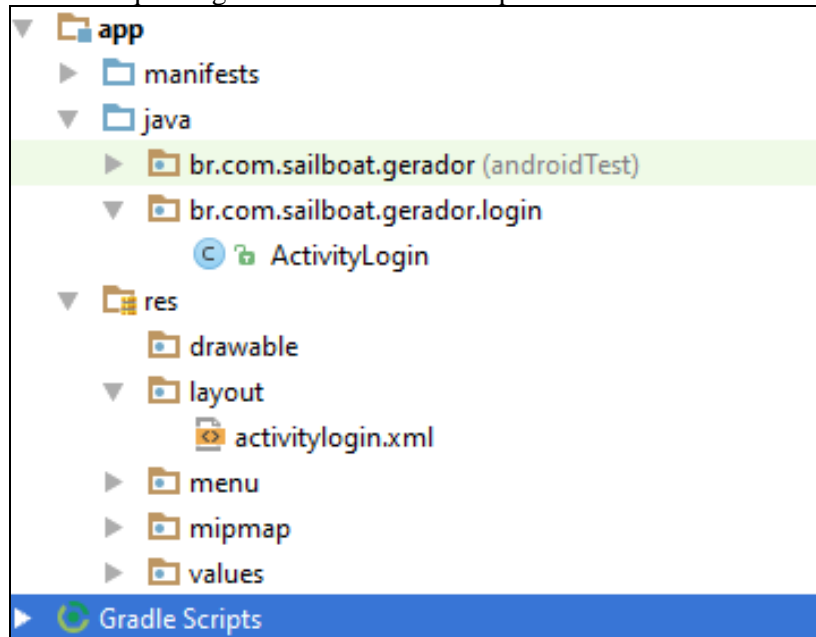 app
manifests
java
br.com.sailboat.gerador (androidTest)
br.com.sailboat.gerador.login
C ActivityLogin
res
drawable
layout
activitylogin.xml
menu
mipmap
values
Gradle Scripts